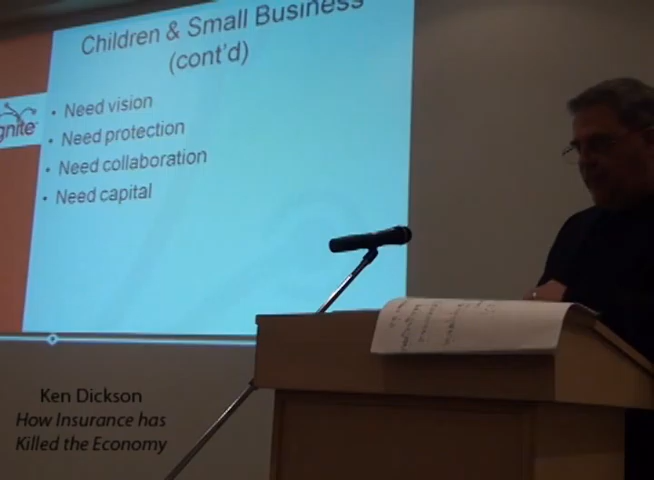 Children & Small Business
(cont'd)
• Need vision
• Need protection
• Need collaboration
• Need capital
gnite
Ken Dickson
How Insurance has
Killed the Economy